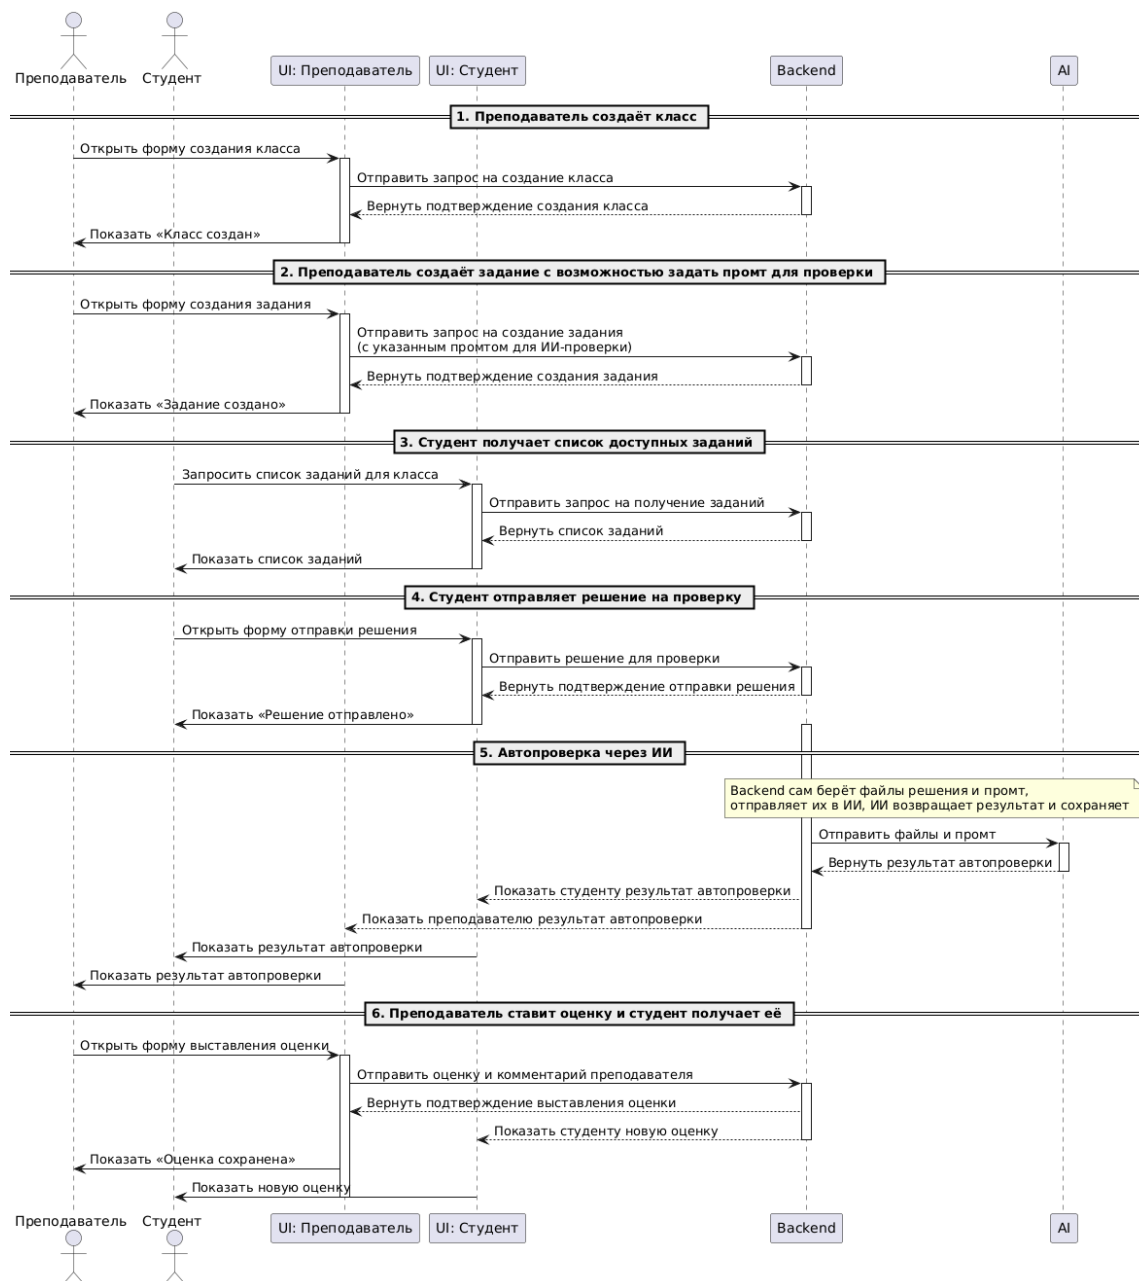 Преподаватель
Студент
UI: Преподаватель
UI: Студент
Backend
AI
1. Преподаватель создаёт класс
Открыть форму создания класса
Отправить запрос на создание класса
Вернуть подтверждение создания класса
Показать «Класс создан»
2. Преподаватель создаёт задание с возможностью задать промт для проверки
Открыть форму создания задания
Отправить запрос на создание задания
(с указанным промтом для ИИ-проверки)
Вернуть подтверждение создания задания
Показать «Задание создано»
3. Студент получает список доступных заданий
Запросить список заданий для класса
Отправить запрос на получение заданий
Вернуть список заданий
Показать список заданий
4. Студент отправляет решение на проверку
Открыть форму отправки решения
Отправить решение для проверки
Вернуть подтверждение отправки решения
Показать «Решение отправлено»
5. Автопроверка через ИИ
Backend сам берёт файлы решения и промт,
отправляет их в ИИ, ИИ возвращает результат и сохраняет
Отправить файлы и промт
Вернуть результат автопроверки
Показать студенту результат автопроверки
Показать преподавателю результат автопроверки
Показать результат автопроверки
Показать результат автопроверки
6. Преподаватель ставит оценку и студент получает её
Открыть форму выставления оценки
Отправить оценку и комментарий преподавателя
Вернуть подтверждение выставления оценки
Показать студенту новую оценку
Показать «Оценка сохранена»
Показать новую оценку
Преподаватель
Студент
UI: Преподаватель
UI: Студент
Backend
AI